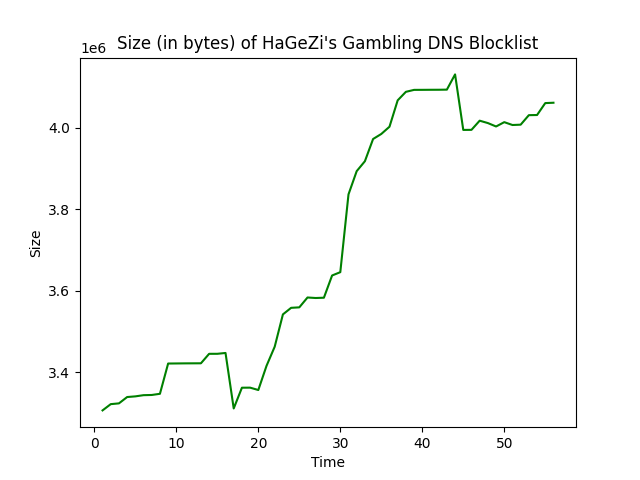 Size (in bytes) of HaGeZi's Gambling DNS Blocklist
1e6
4.0
3.8
3.6
3.4
Size
0 10 20 30 40 50
Time